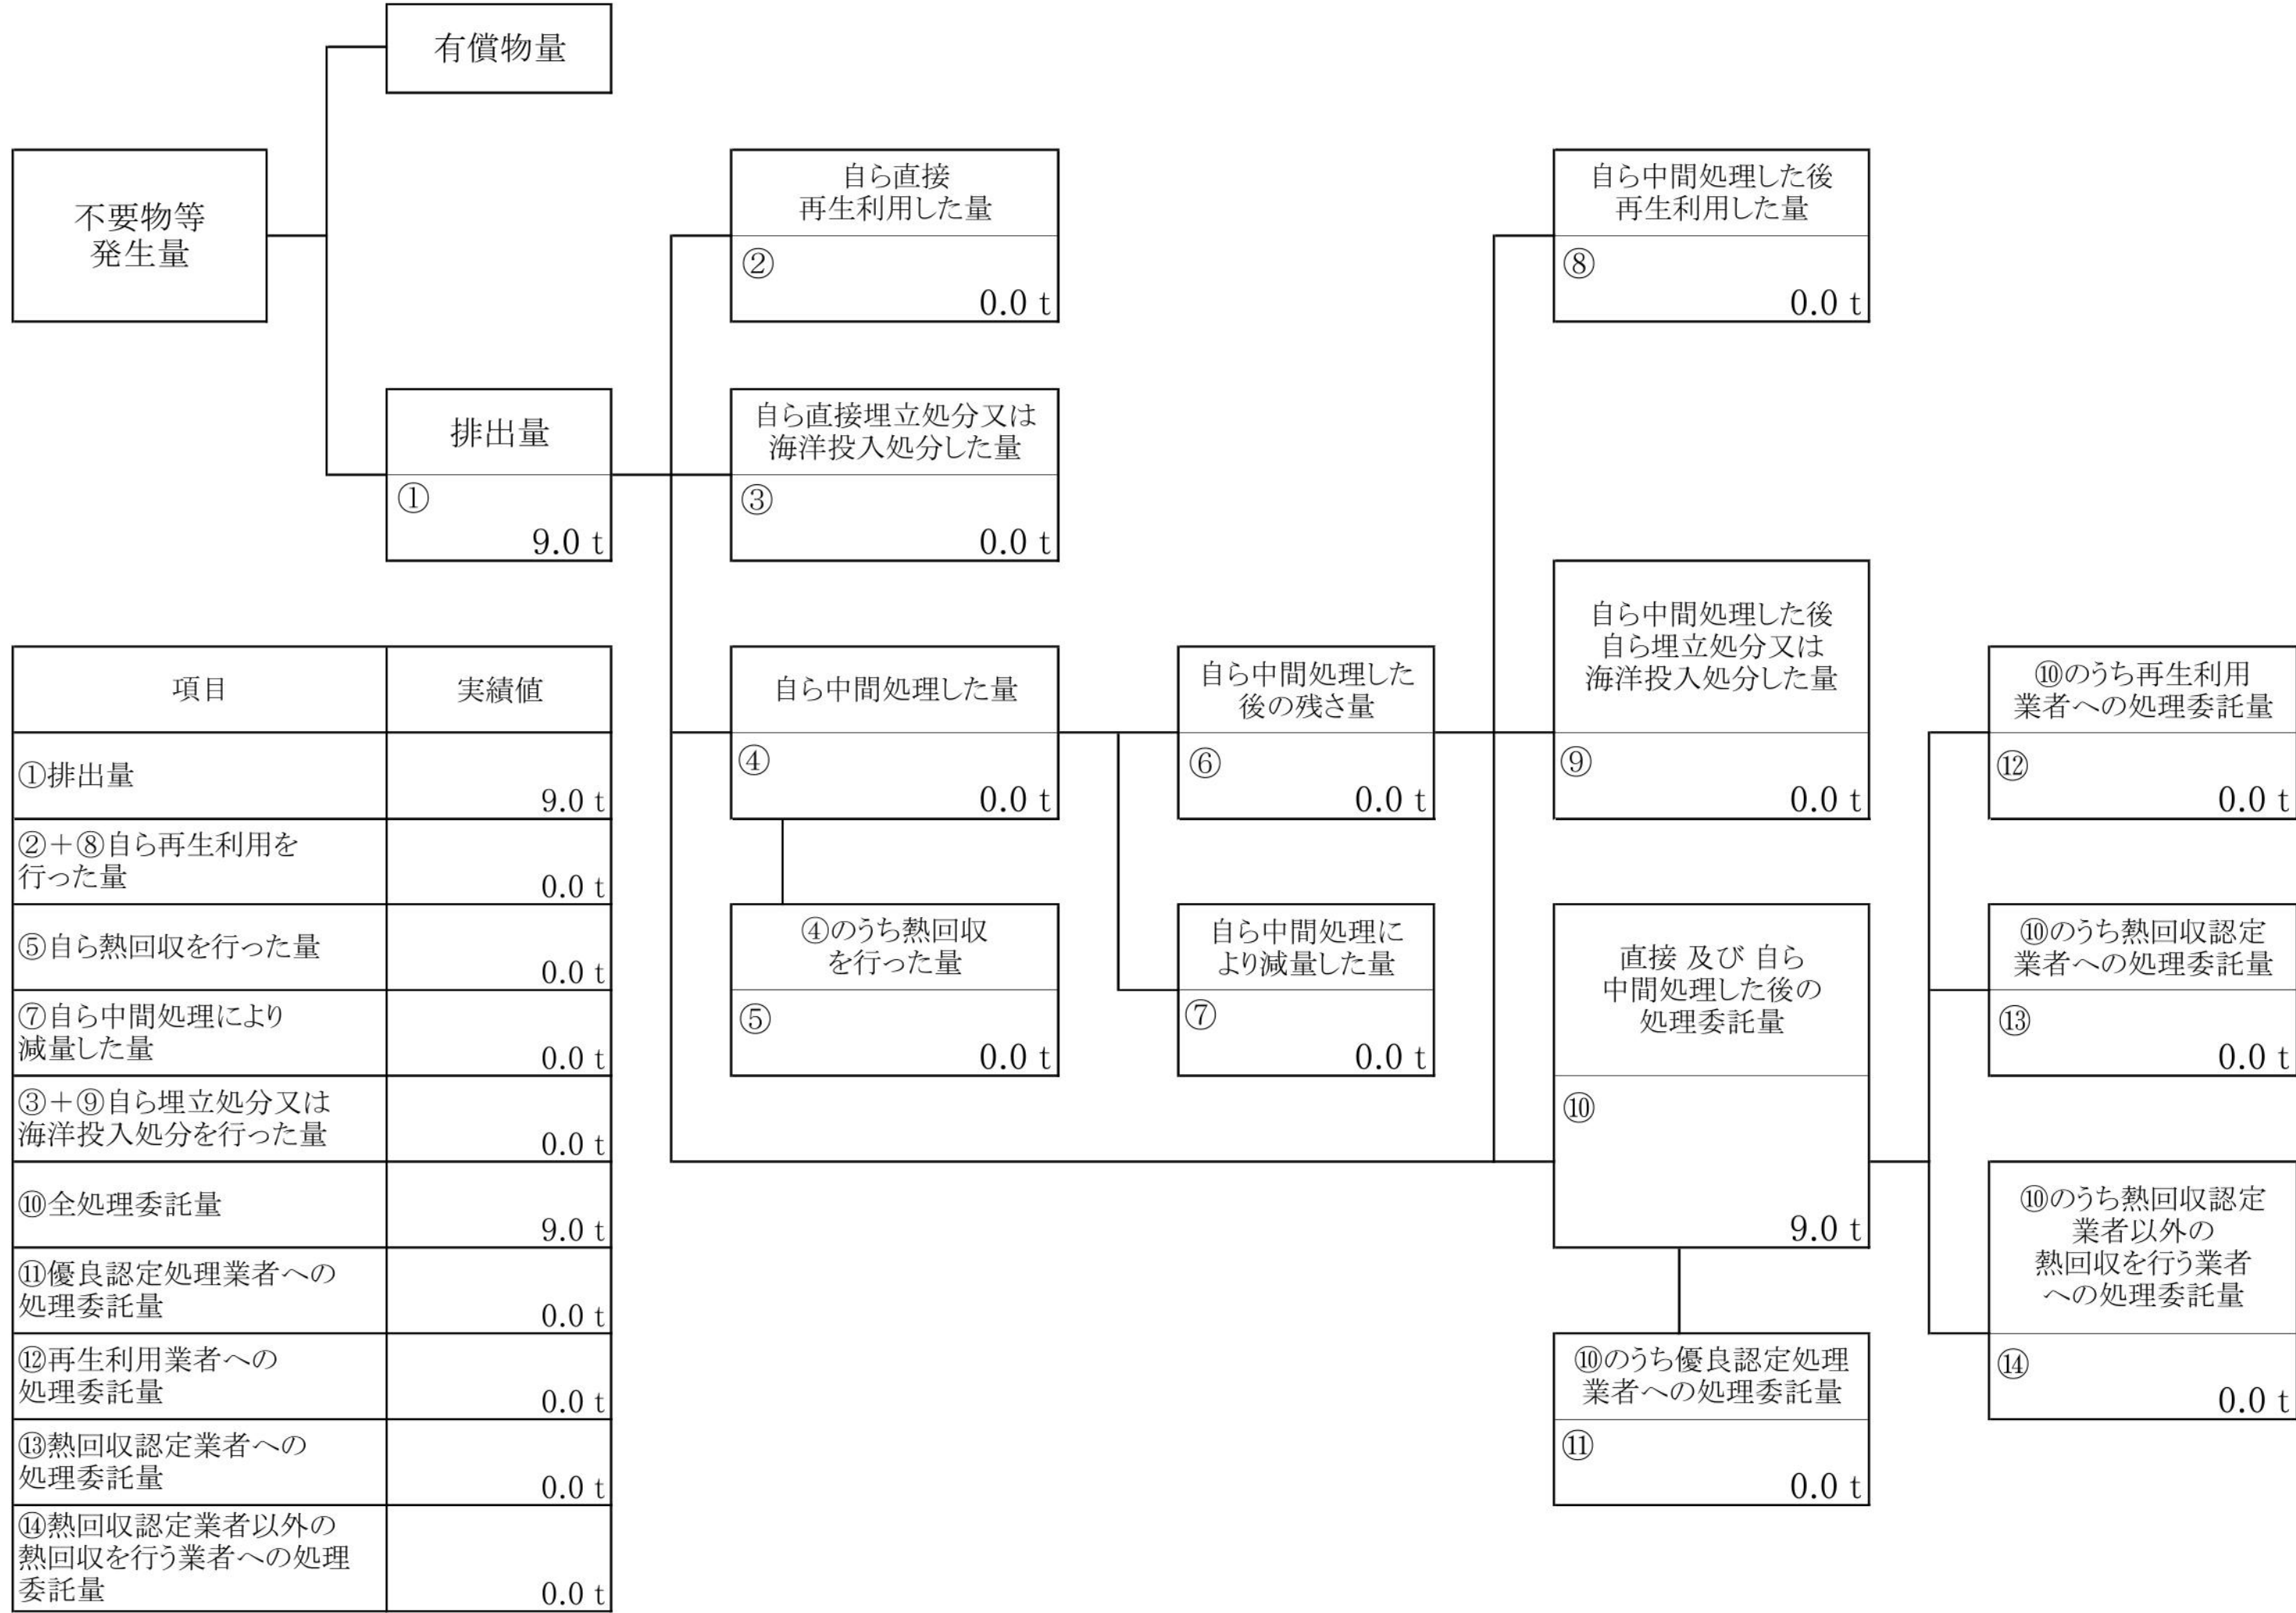 有償物量
不要物等
発生量
排出量
①
9.0 t
自ら直接
再生利用した量
②
0.0 t
自ら直接埋立処分又は
海洋投入処分した量
③
0.0 t
自ら中間処理した量
④
0.0 t
④のうち熱回収
を行った量
⑤
0.0 t
自ら中間処理した
後の残さ量
⑥
0.0 t
自ら中間処理に
より減量した量
⑦
0.0 t
自ら中間処理した後
再生利用した量
⑧
0.0 t
自ら中間処理した後
自ら埋立処分又は
海洋投入処分した量
⑨
0.0 t
直接 及び 自ら
中間処理した後の
処理委託量
⑩
9.0 t
⑩のうち優良認定処理
業者への処理委託量
⑪
0.0 t
⑩のうち再生利用
業者への処理委託量
⑫
0.0 t
⑩のうち熱回収認定
業者への処理委託量
⑬
0.0 t
⑩のうち熱回収認定
業者以外の
熱回収を行う業者
への処理委託量
⑭
0.0 t
項目
実績値
①排出量
9.0 t
②＋⑧自ら再生利用を
行った量
0.0 t
⑤自ら熱回収を行った量
0.0 t
⑦自ら中間処理により
減量した量
0.0 t
③＋⑨自ら埋立処分又は
海洋投入処分を行った量
0.0 t
⑩全処理委託量
9.0 t
⑪優良認定処理業者への
処理委託量
0.0 t
⑫再生利用業者への
処理委託量
0.0 t
⑬熱回収認定業者への
処理委託量
0.0 t
⑭熱回収認定業者以外の
熱回収を行う業者への処理
委託量
0.0 t